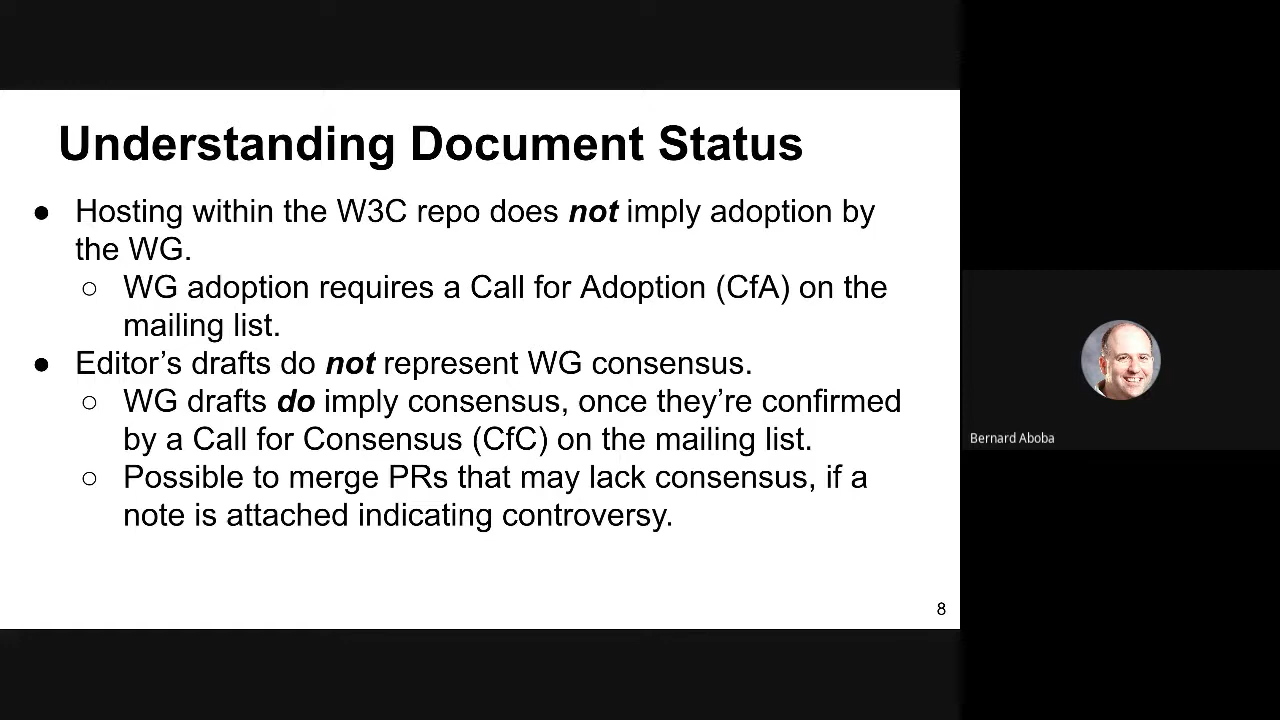 Understanding Document Status
● Hosting within the W3C repo does not imply adoption by
the WG.
○ WG adoption requires a Call for Adoption (CfA) on the
mailing list.
● Editor’s drafts do not represent WG consensus.
○ WG drafts do imply consensus, once they’re confirmed
by a Call for Consensus (CfC) on the mailing list.
○ Possible to merge PRs that may lack consensus, if a
note is attached indicating controversy.
8
Bernard Aboba